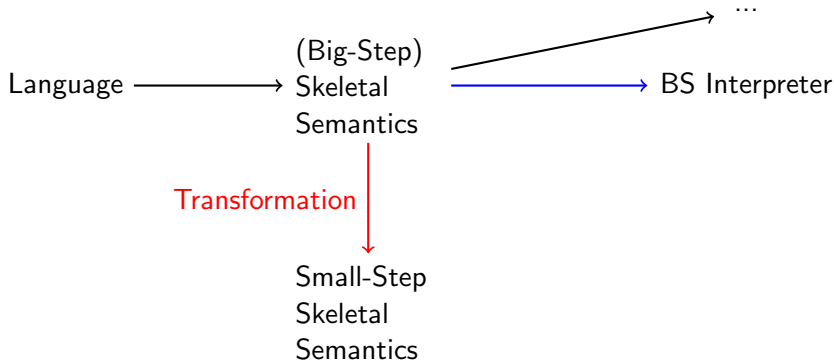 ...
(Big-Step)
Language
Skeletal
BS Interpreter
Semantics
Transformation
Small-Step
Skeletal
Semantics